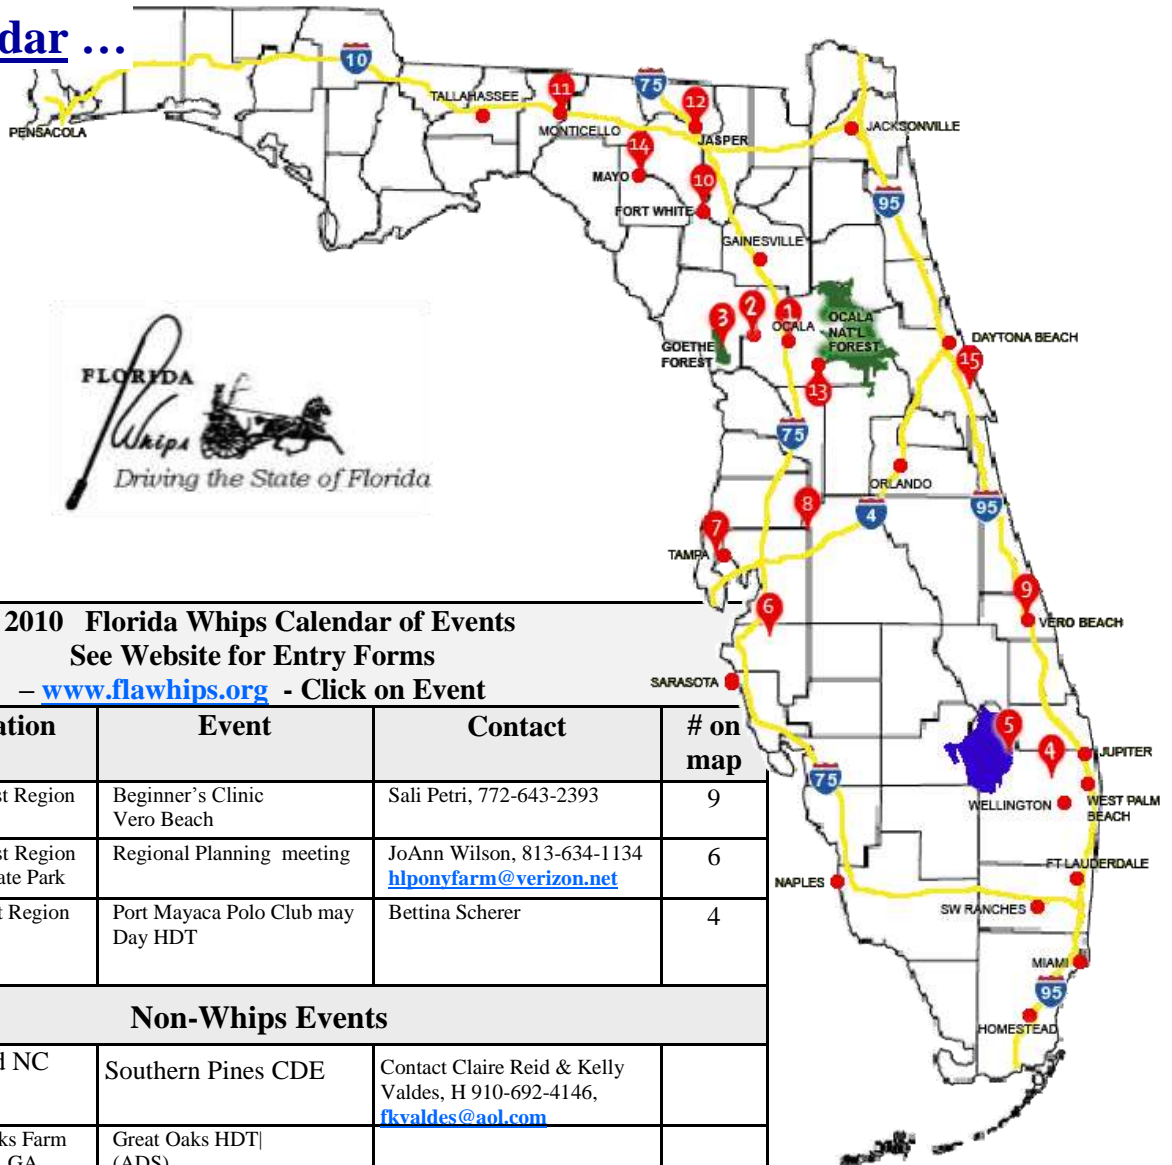 dar …
10
75
11
12
TALLAHASSEE
PENSACOLA
MONTICELLO
JASPER
JACKSONVILLE
14
MAYO
10
FORT WHITE
95
GAINESVILLE
3
2
1
OCALA
OCALA
NAT'L
FOREST
GOETHE
FOREST
DAYTONA BEACH
15
13
75
FLORIDA
Whips
Driving the State of Florida
ORLANDO
8
4
95
7
TAMPA
6
9
VERO BEACH
SARASOTA
5
4
JUPITER
75
WELLINGTON
WEST PALM
BEACH
FT LAUDERDALE
NAPLES
SW RANCHES
MIAMI
95
HOMESTEAD
2010 Florida Whips Calendar of Events
See Website for Entry Forms
– www.flawhips.org - Click on Event
ation Event Contact # on
map
st Region Beginner's Clinic Sali Petri, 772-643-2393 9
Vero Beach
st Region Regional Planning meeting JoAnn Wilson, 813-634-1134 6
ate Park hlponyfarm@verizon.net
t Region Port Mayaca Polo Club may Bettina Scherer 4
Day HDT
Non-Whips Events
d NC Southern Pines CDE Contact Claire Reid & Kelly
Valdes, H 910-692-4146,
fkvaldes@aol.com
ks Farm Great Oaks HDT|
GA (ADS)